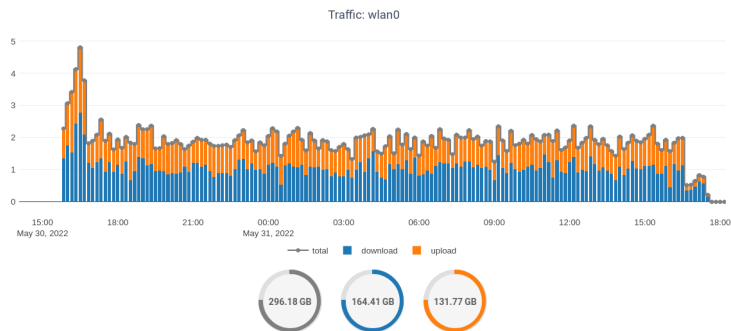 Traffic: wlan0
5
4
3
2
1
0
15:00 18:00 21:00 00:00 03:00 06:00 09:00 12:00 15:00 18:00
May 30, 2022 May 31, 2022
total download upload
296.18 GB 164.41 GB 131.77 GB